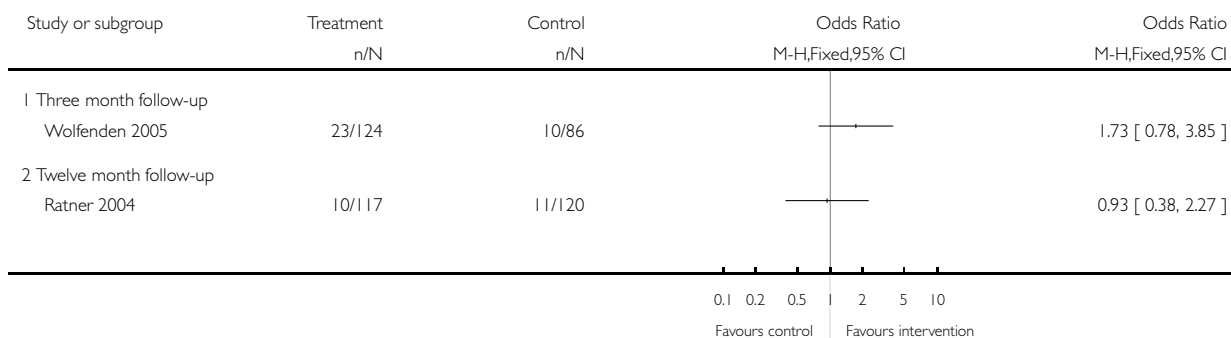 Study or subgroup Treatment Control Odds Ratio Odds Ratio
n/N n/N M-H,Fixed,95% CI M-H,Fixed,95% CI
1 Three month follow-up
Wolfenden 2005 23/124 10/86 1.73 [ 0.78, 3.85 ]
2 Twelve month follow-up
Ratner 2004 10/117 11/120 0.93 [ 0.38, 2.27 ]
0.1 0.2 0.5 1 2 5 10
Favours control Favours intervention